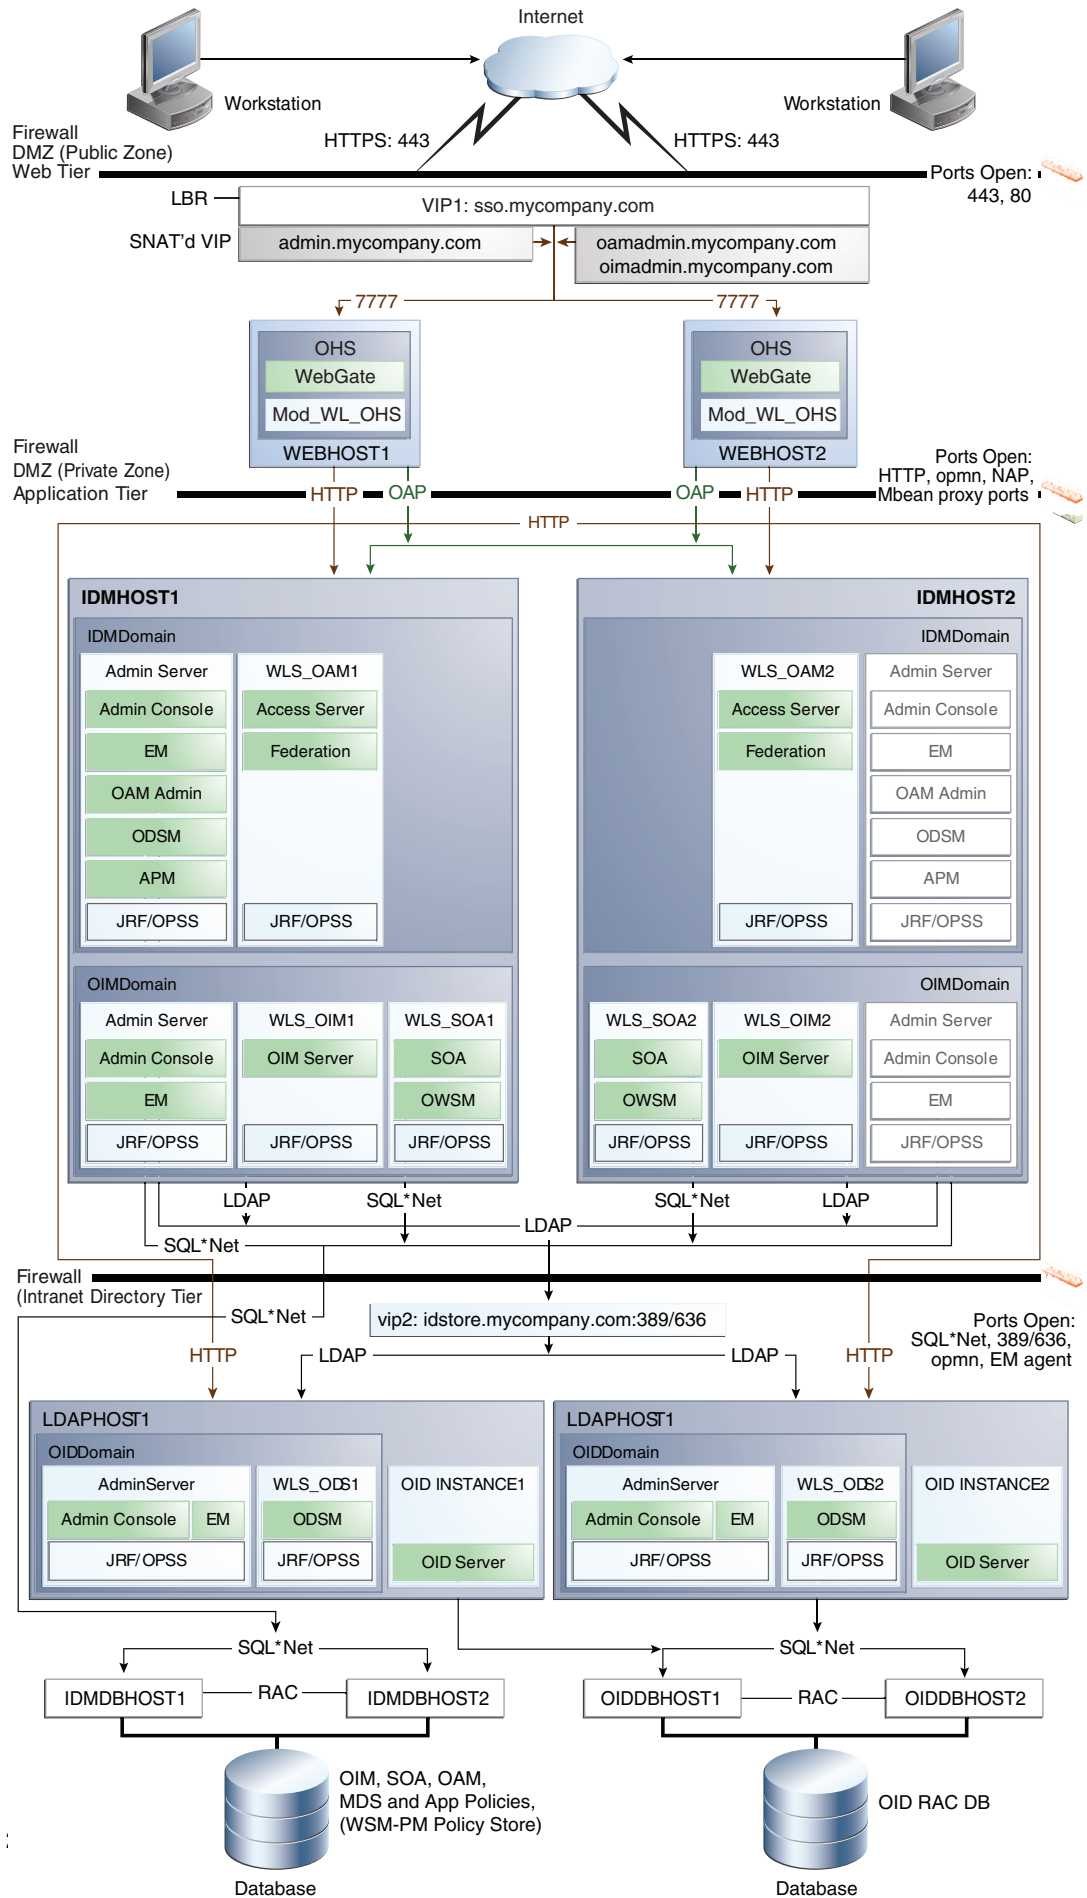 Internet
Workstation
Workstation
HTTPS: 443
HTTPS: 443
Firewall
DMZ (Public Zone)
Web Tier
Ports Open:
443, 80
LBR
VIP1: sso.mycompany.com
SNAT'd VIP
admin.mycompany.com
oamadmin.mycompany.com
oimadmin.mycompany.com
7777
7777
OHS
WebGate
Mod_WL_OHS
WEBHOST1
OHS
WebGate
Mod_WL_OHS
WEBHOST2
Firewall
DMZ (Private Zone)
Application Tier
Ports Open:
HTTP, opmn, NAP,
Mbean proxy ports
HTTP
OAP
OAP
HTTP
HTTP
IDMHOST1
IDMDomain
Admin Server
Admin Console
EM
OAM Admin
ODSM
APM
JRF/OPSS
WLS_OAM1
Access Server
Federation
JRF/OPSS
OIMDomain
Admin Server
Admin Console
EM
JRF/OPSS
WLS_OIM1
OIM Server
JRF/OPSS
WLS_SOA1
SOA
OWSM
JRF/OPSS
IDMHOST2
IDMDomain
WLS_OAM2
Access Server
Federation
JRF/OPSS
Admin Server
Admin Console
EM
OAM Admin
ODSM
APM
JRF/OPSS
OIMDomain
WLS_SOA2
SOA
OWSM
JRF/OPSS
WLS_OIM2
OIM Server
JRF/OPSS
Admin Server
Admin Console
EM
JRF/OPSS
LDAP
SQL*Net
SQL*Net
LDAP
LDAP
SQL*Net
Firewall
(Intranet Directory Tier
SQL*Net
vip2: idstore.mycompany.com:389/636
Ports Open:
SQL*Net, 389/636,
opmn, EM agent
HTTP
LDAP
LDAP
HTTP
LDAPHOST1
OIDDomain
AdminServer
Admin Console
EM
JRF/OPSS
WLS_ODS1
ODSM
JRF/OPSS
OID INSTANCE1
OID Server
LDAPHOST1
OIDDomain
AdminServer
Admin Console
EM
JRF/OPSS
WLS_ODS2
ODSM
JRF/OPSS
OID INSTANCE2
OID Server
SQL*Net
SQL*Net
IDMDBHOST1
RAC
IDMDBHOST2
OIDDBHOST1
RAC
OIDDBHOST2
OIM, SOA, OAM,
MDS and App Policies,
(WSM-PM Policy Store)
Database
OID RAC DB
Database